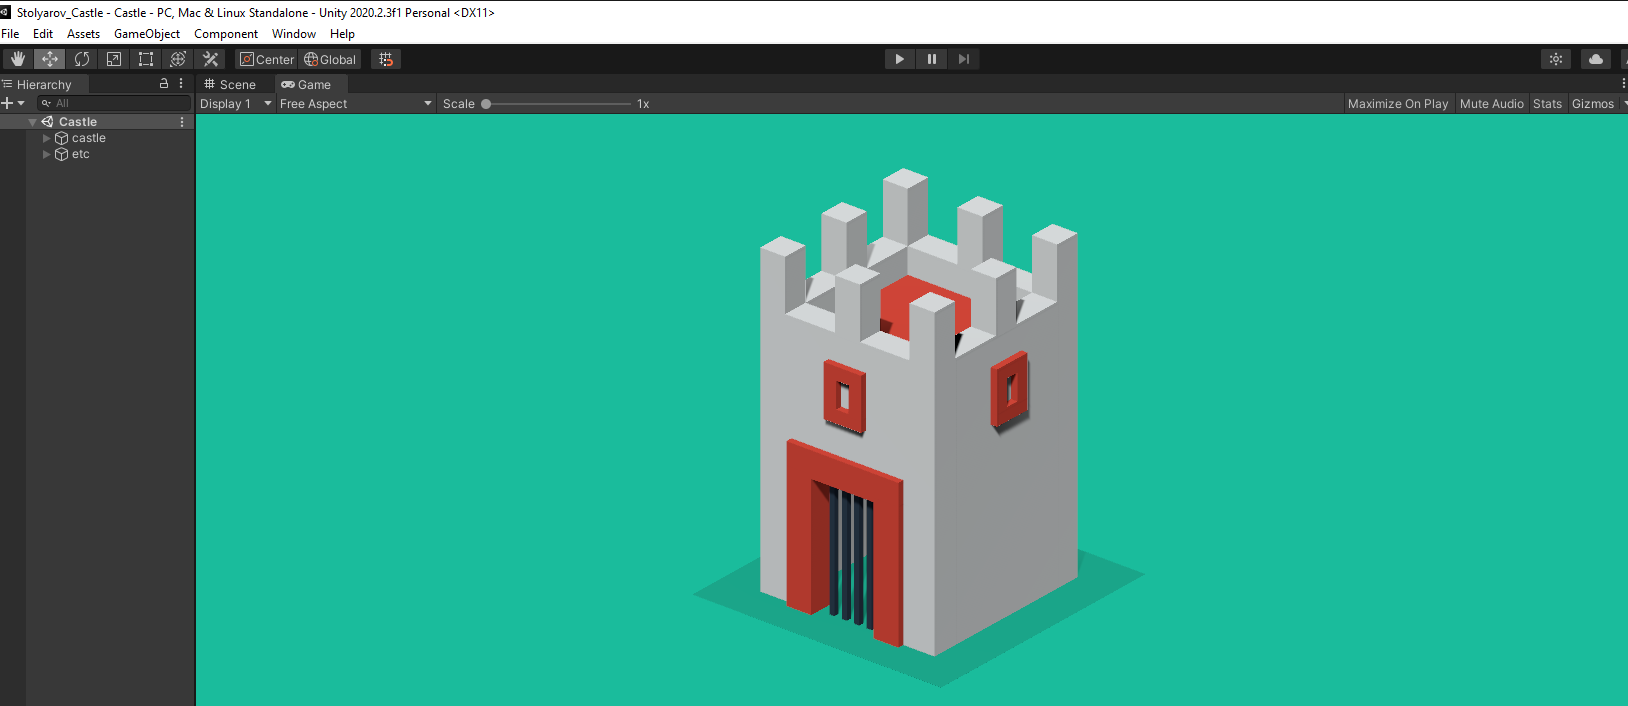 Stolyarov_Castle - Castle - PC, Mac & Linux Standalone - Unity 2020.2.3f1 Personal <DX11>
File Edit Assets GameObject Component Window Help
Center Global
Hierarchy Scene Game
All Display 1 Free Aspect Scale 1x Maximize On Play Mute Audio Stats Gizmos
Castle
castle
etc